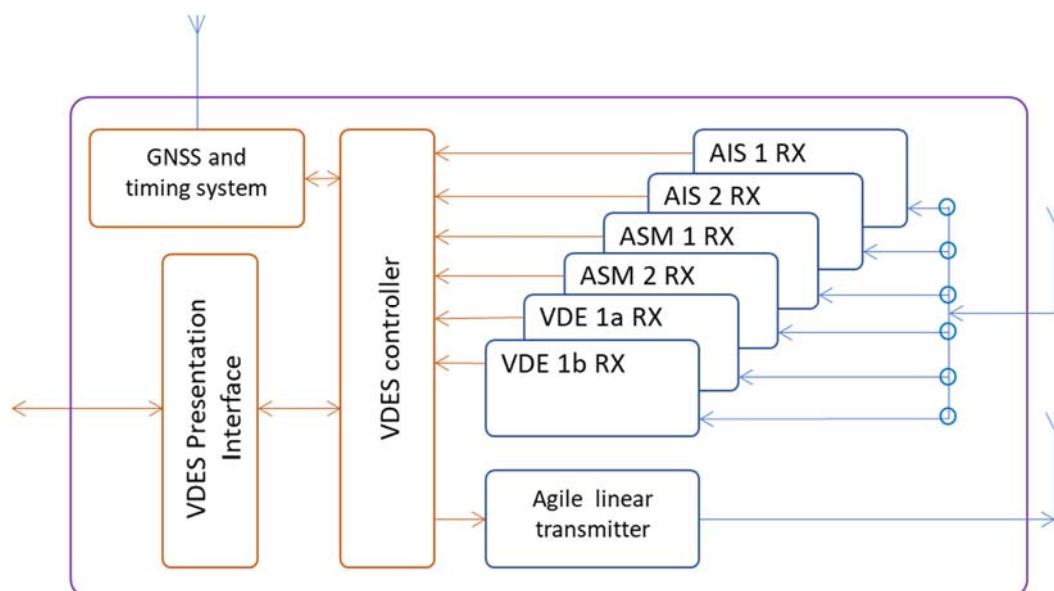 GNSS and
timing system
VDES Presentation
Interface
VDES controller
AIS 1 RX
AIS 2 RX
ASM 1 RX
ASM 2 RX
VDE 1a RX
VDE 1b RX
Agile linear
transmitter